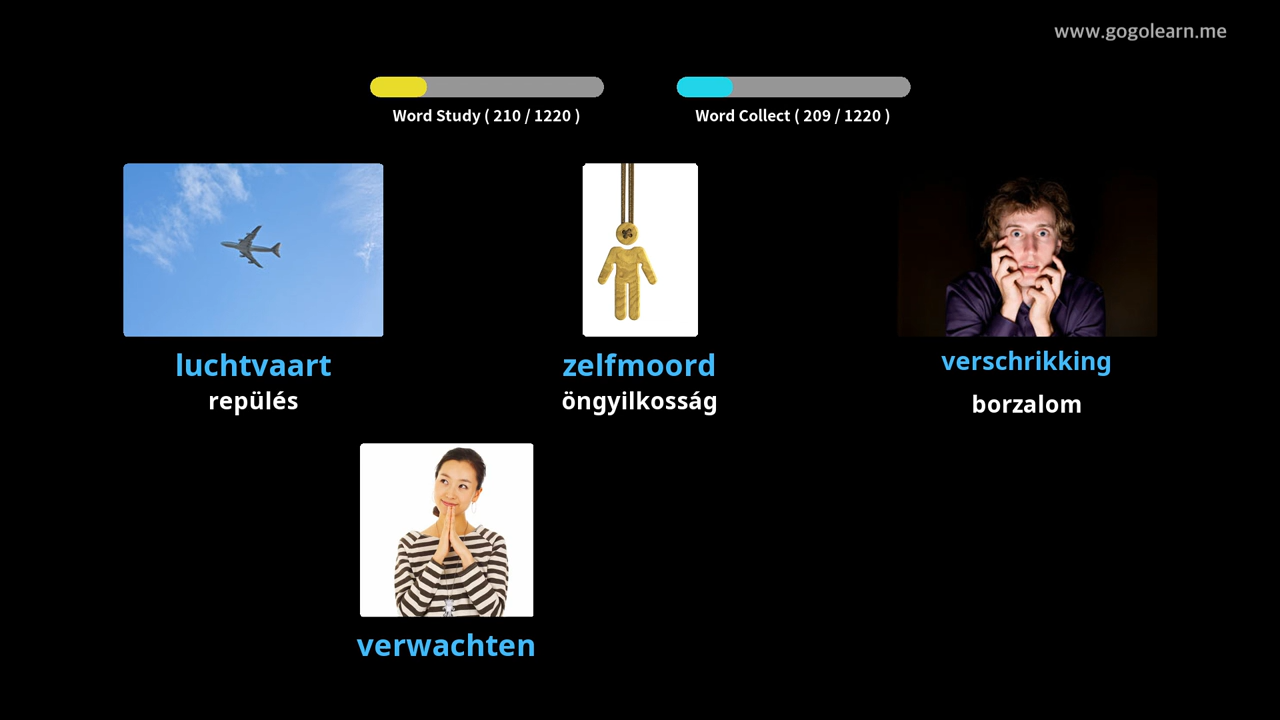 www.gogolearn.me
Word Study ( 210 / 1220 )
Word Collect ( 209 / 1220 )
luchtvaart
repülés
zelfmoord
öngyilkosság
verschrikking
borzalom
verwachten